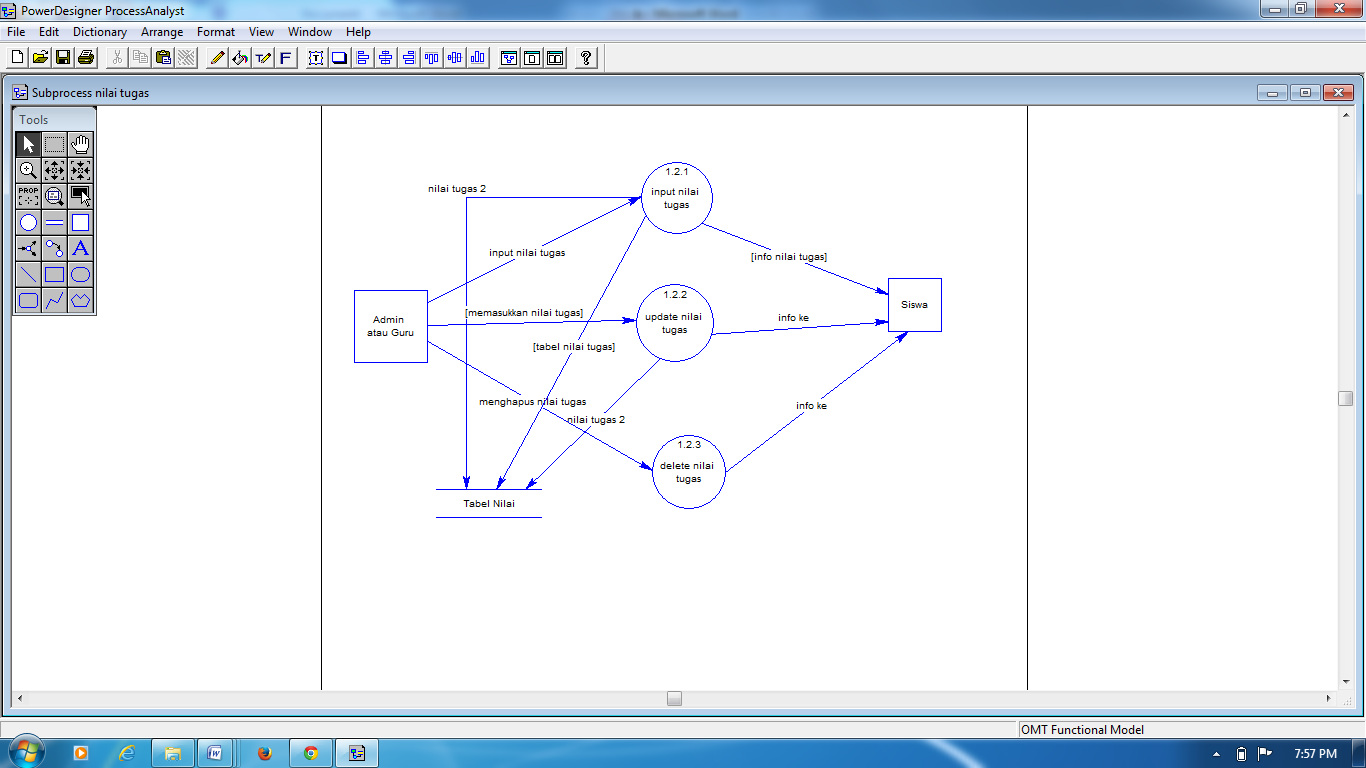 PowerDesigner ProcessAnalyst
File Edit Dictionary Arrange Format View Window Help
Subprocess nilai tugas
Tools
PROP
1.2.1
input nilai
tugas
nilai tugas 2
input nilai tugas
[info nilai tugas]
Admin
atau Guru
[memasukkan nilai tugas]
1.2.2
update nilai
tugas
info ke
Siswa
[tabel nilai tugas]
menghapus nilai tugas
nilai tugas 2
info ke
1.2.3
delete nilai
tugas
Tabel Nilai
OMT Functional Model
7:57 PM